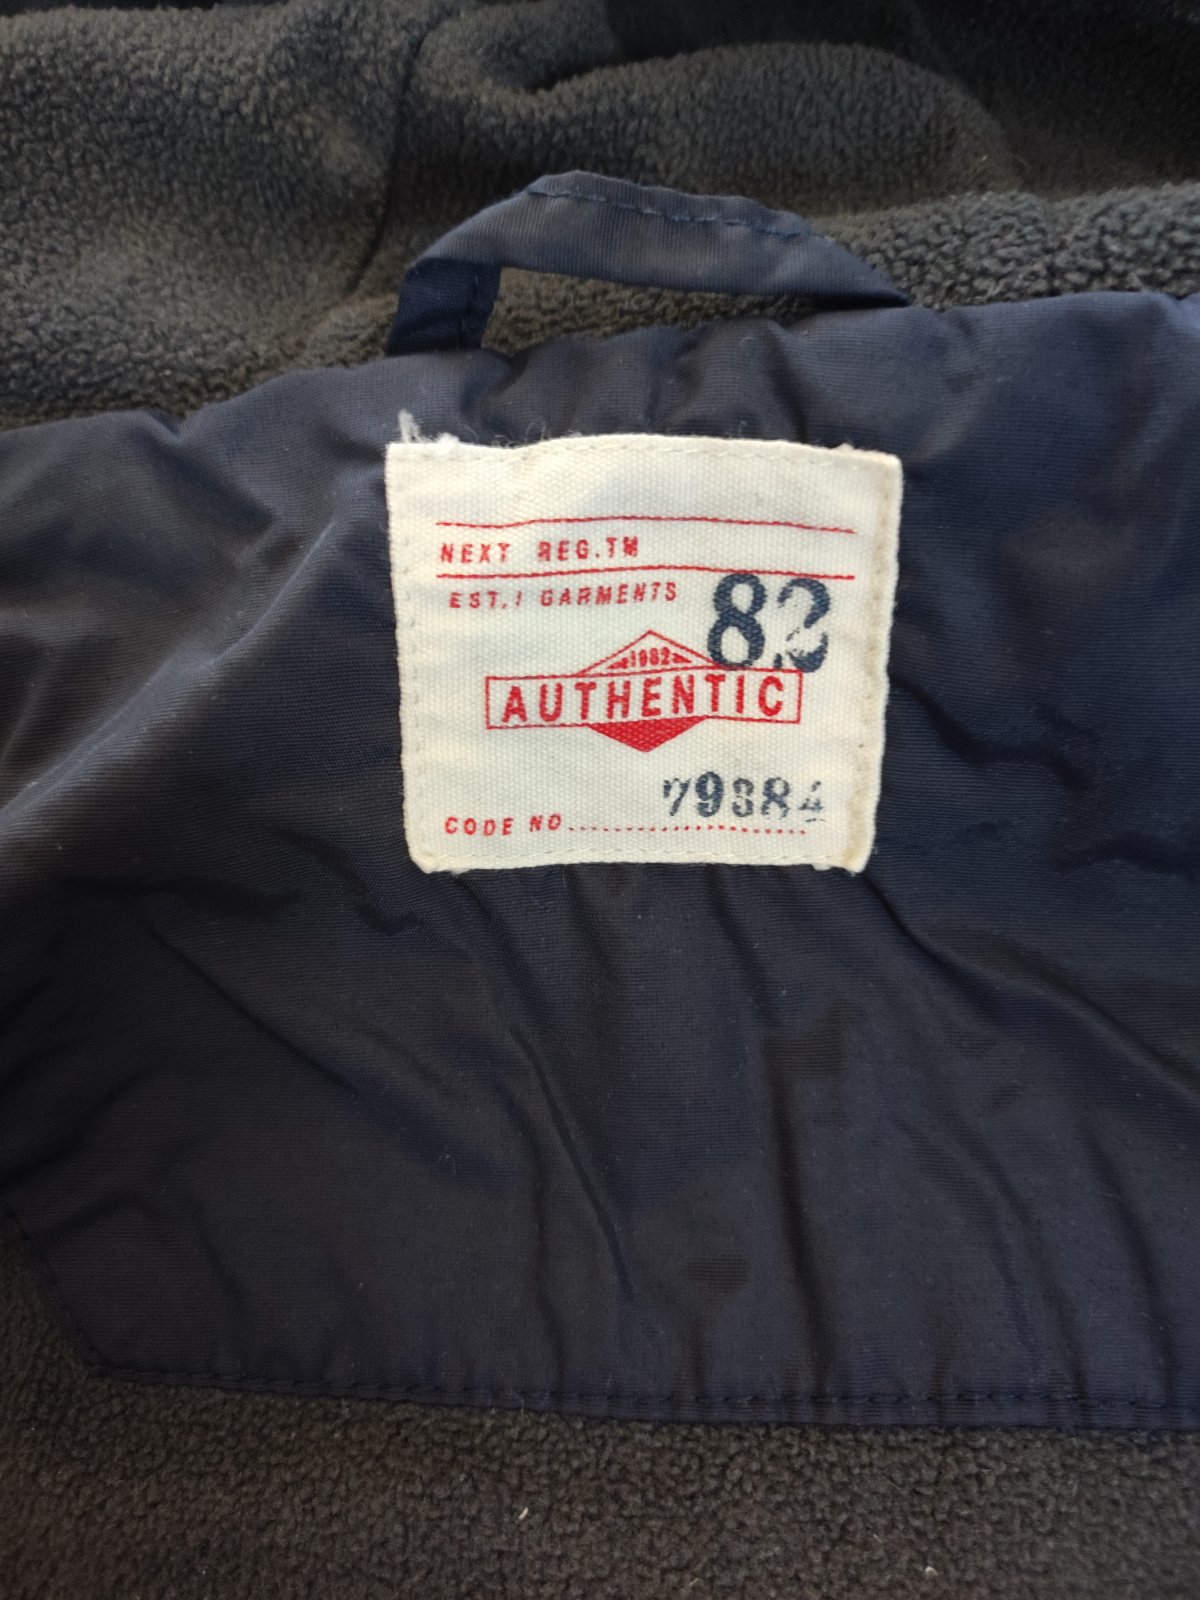 NEXT REG.TM
EST./ GARMENTS 82
1982
AUTHENTIC
CODE NO.................... 79384